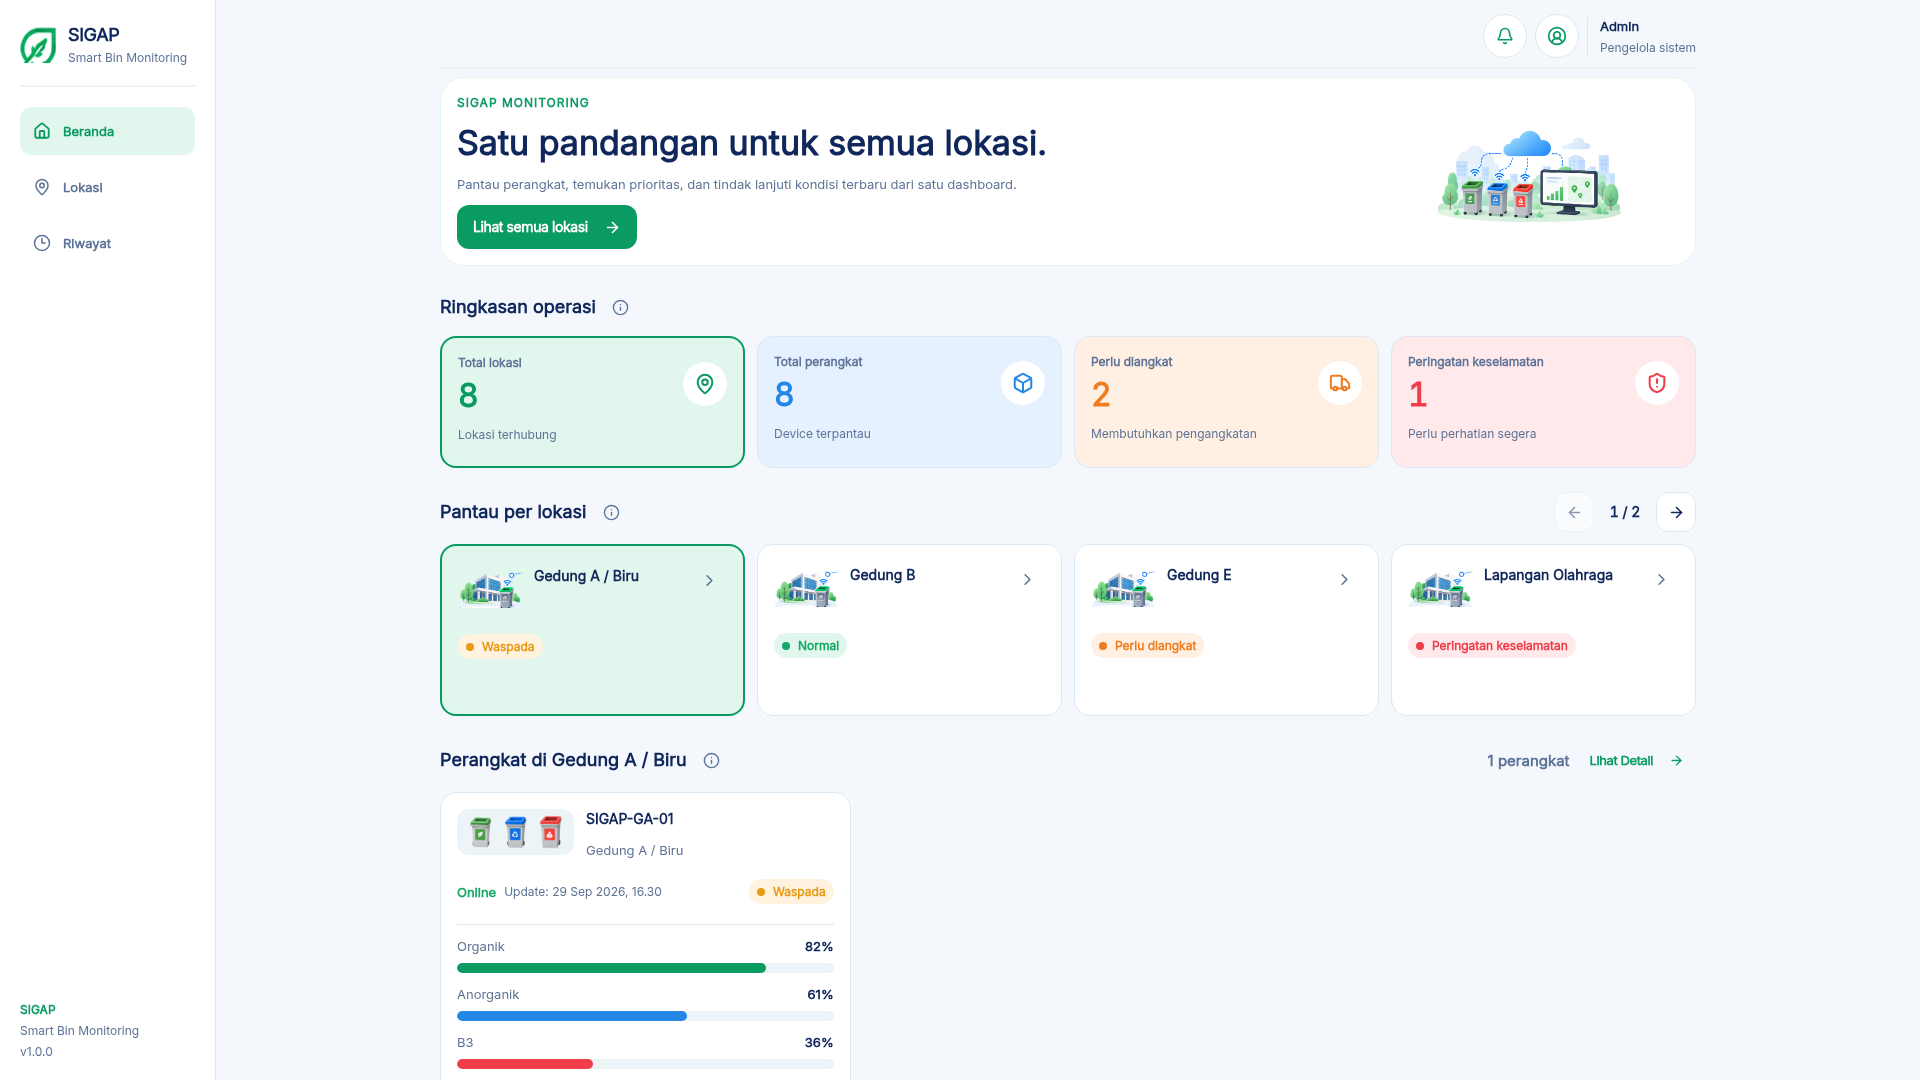 SIGAP
Smart Bin Monitoring
Beranda
Lokasi
Riwayat
SIGAP
Smart Bin Monitoring
v1.0.0
Admin
Pengelola sistem
SIGAP MONITORING
Satu pandangan untuk semua lokasi.
Pantau perangkat, temukan prioritas, dan tindak lanjuti kondisi terbaru dari satu dashboard.
Lihat semua lokasi
Ringkasan operasi
Total lokasi
8
Lokasi terhubung
Total perangkat
8
Device terpantau
Perlu diangkat
2
Membutuhkan pengangkatan
Peringatan keselamatan
1
Perlu perhatian segera
Pantau per lokasi
1 / 2
Gedung A / Biru
Waspada
Gedung B
Normal
Gedung E
Perlu diangkat
Lapangan Olahraga
Peringatan keselamatan
Perangkat di Gedung A / Biru
1 perangkat
Lihat Detail
SIGAP-GA-01
Gedung A / Biru
Online Update: 29 Sep 2026, 16.30
Waspada
Organik 82%
Anorganik 61%
B3 36%